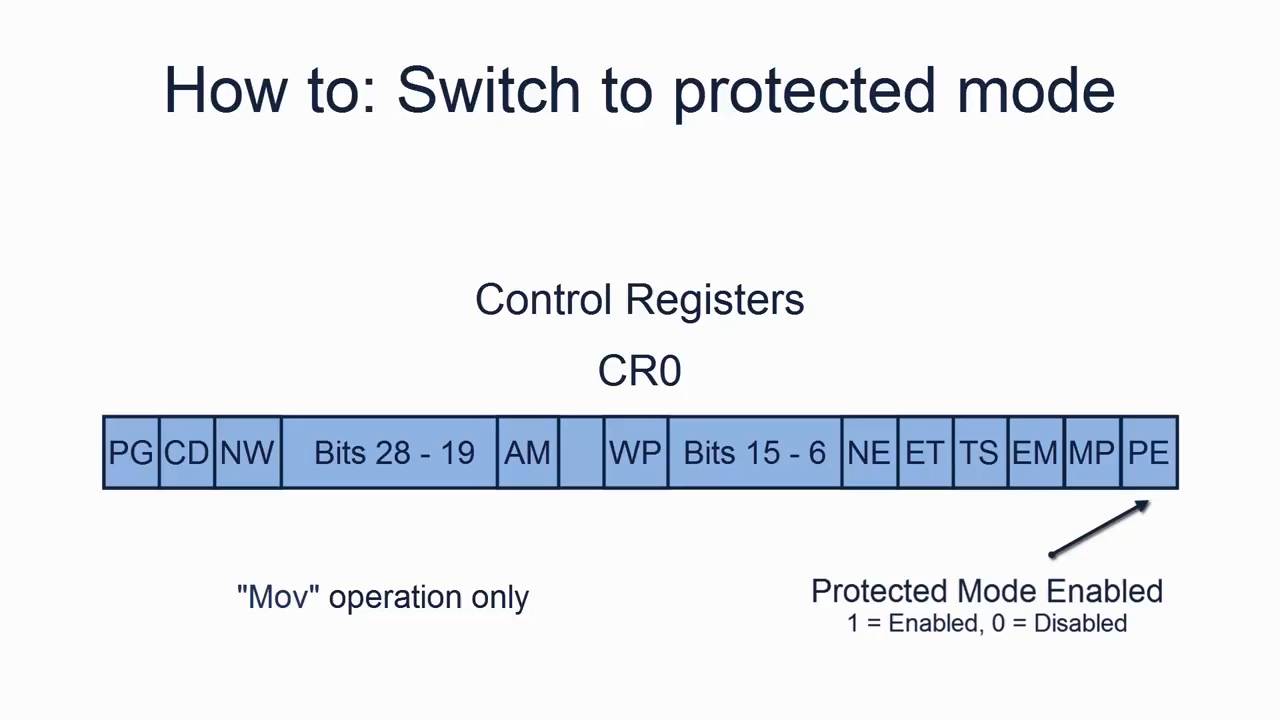 How to: Switch to protected mode
Control Registers
CR0
PG CD NW Bits 28 - 19 AM WP Bits 15 - 6 NE ET TS EM MP PE
"Mov" operation only
Protected Mode Enabled
1 = Enabled, 0 = Disabled